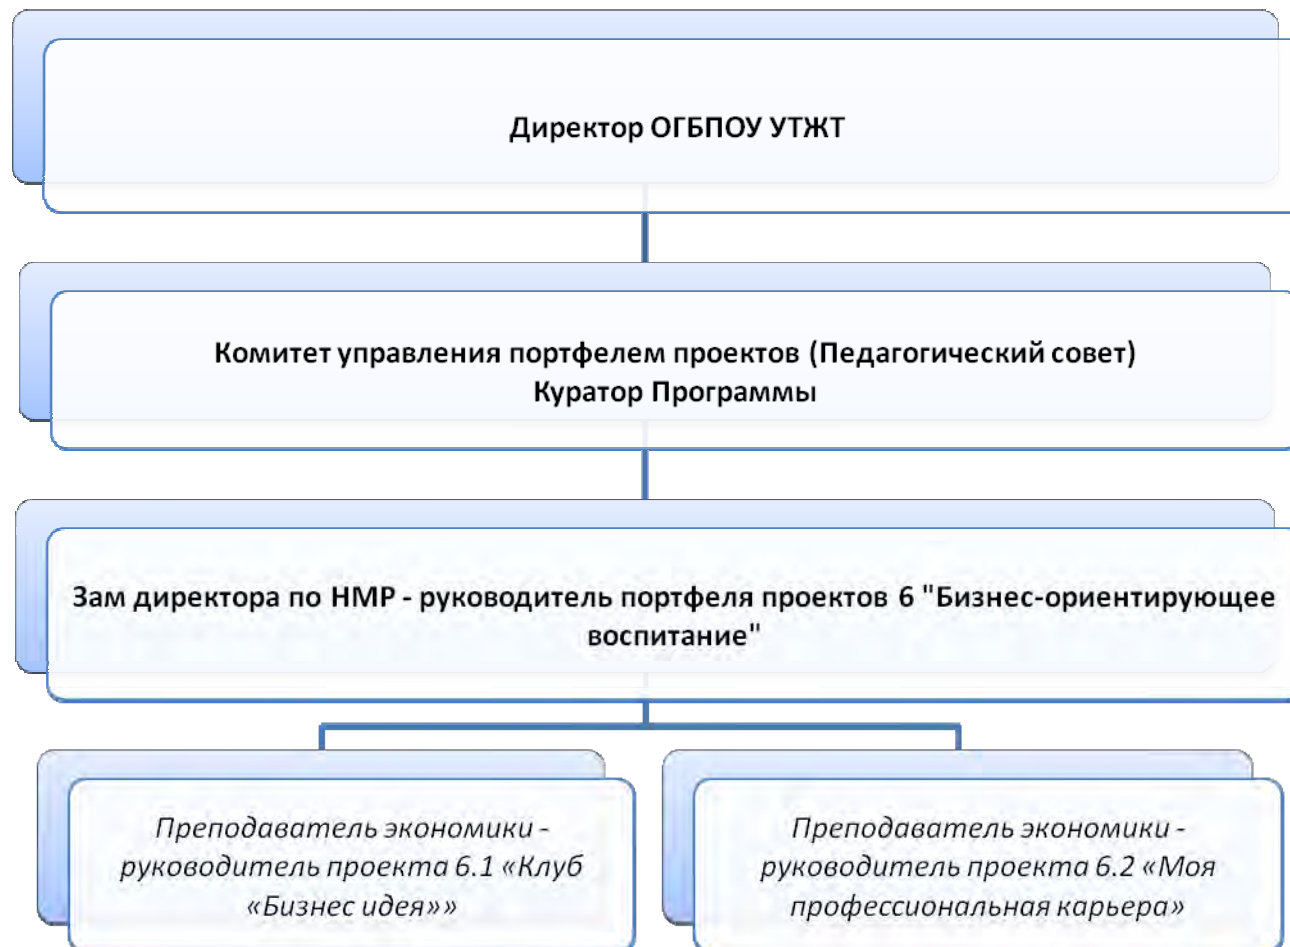 Директор ОГБПОУ УТЖТ
Комитет управления портфелем проектов (Педагогический совет)
Куратор Программы
Зам директора по НМР - руководитель портфеля проектов 6 "Бизнес-ориентирующее
воспитание"
Преподаватель экономики -
руководитель проекта 6.1 «Клуб
«Бизнес идея»»
Преподаватель экономики -
руководитель проекта 6.2 «Моя
профессиональная карьера»